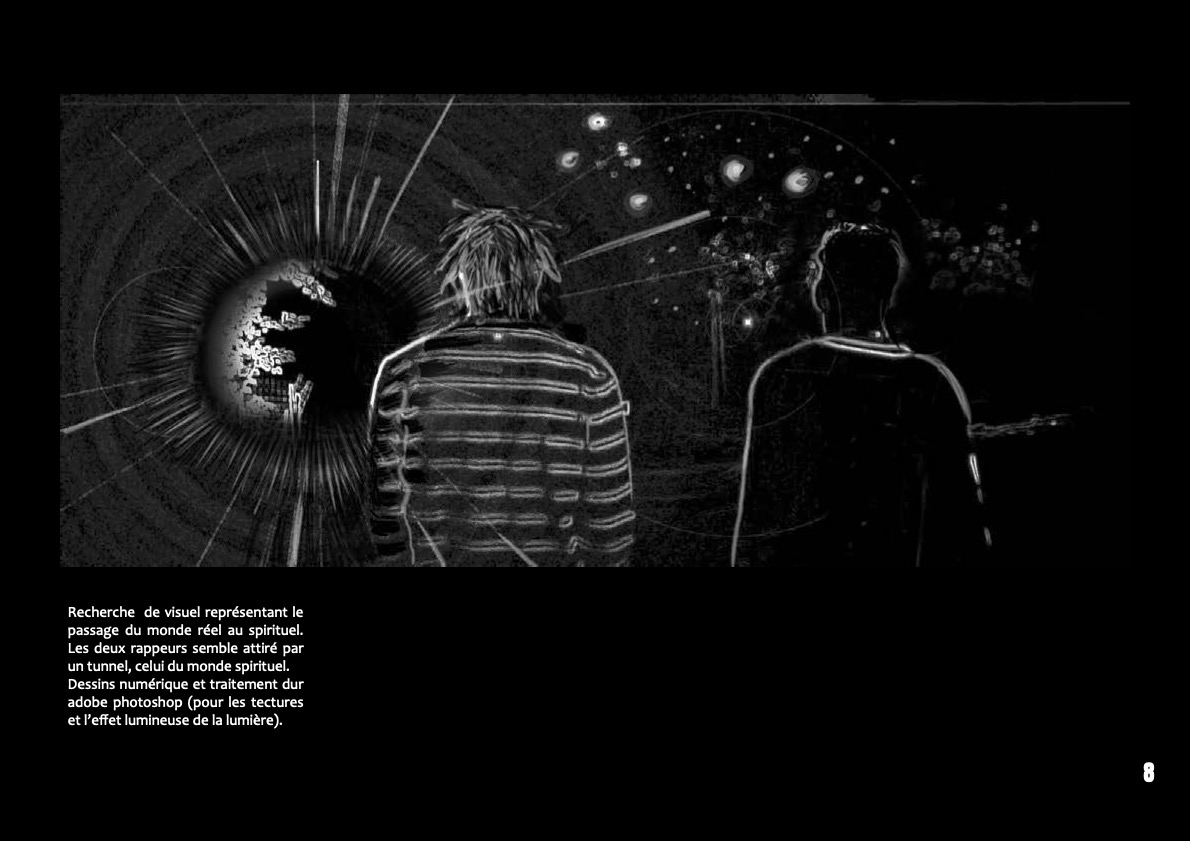 Recherche  de visuel représentant le
passage du monde réel au spirituel.
Les deux rappeurs semble attiré par
un tunnel, celui du monde spirituel.
Dessins numérique et traitement dur
adobe photoshop (pour les tectures
et l'effet lumineuse de la lumière).
8